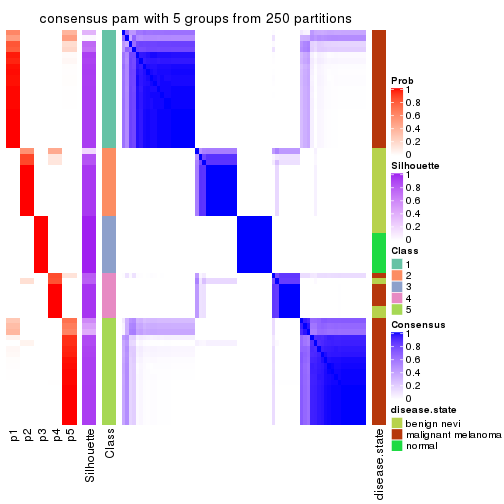 consensus pam with 5 groups from 250 partitions
Prob
1
0.8
0.6
0.4
0.2
0
Silhouette
1
0.8
0.6
0.4
0.2
0
Class
1
2
3
4
5
Consensus
1
0.8
0.6
0.4
0.2
0
disease.state
benign nevi
malignant melanoma
normal
p1
p2
p3
p4
p5
Silhouette
Class
disease.state